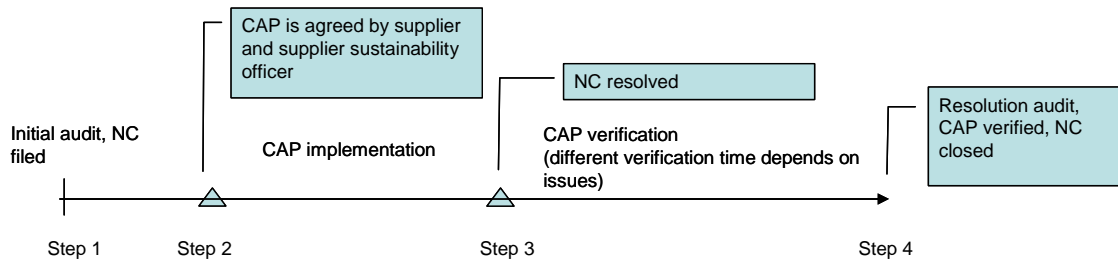 CAP is agreed by supplier
and supplier sustainability
officer
NC resolved
Resolution audit,
CAP verified, NC
closed
Initial audit, NC
filed
CAP implementation
CAP verification
(different verification time depends on
issues)
Step 1
Step 2
Step 3
Step 4